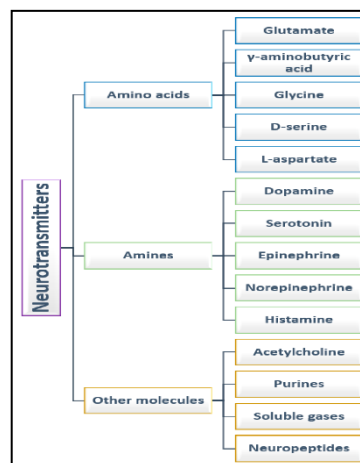 Neurotransmitters
Amino acids
Glutamate
γ-aminobutyric
acid
Glycine
D-serine
L-aspartate
Amines
Dopamine
Serotonin
Epinephrine
Norepinephrine
Histamine
Other molecules
Acetylcholine
Purines
Soluble gases
Neuropeptides